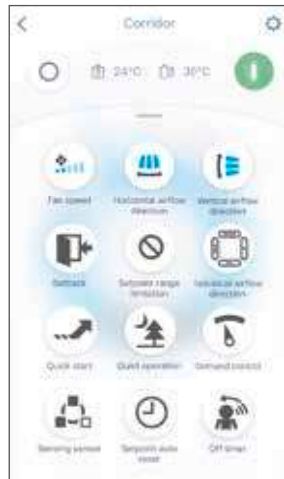 Corridor
24°C 30°C
Fan speed
Horizontal airflow
direction
Vertical airflow
direction
Setback
Setpoint range
limitation
Individual airflow
direction
Quick start
Quiet operation
Demand control
Sensing sensor
Setpoint auto
reset
Off timer